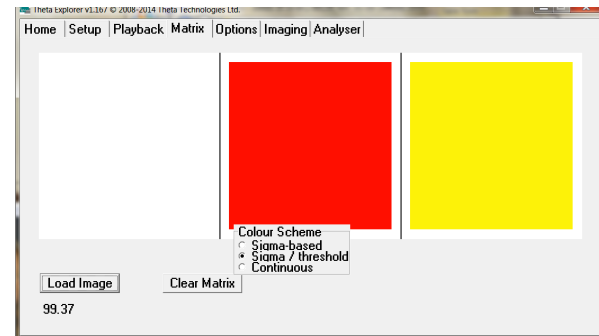 Theta Explorer v1.167 © 2008-2014 Theta Technologies Ltd.
Home Setup Playback Matrix Options Imaging Analyser
Colour Scheme
Sigma-based
Sigma / threshold
Continuous
Load Image Clear Matrix
99.37